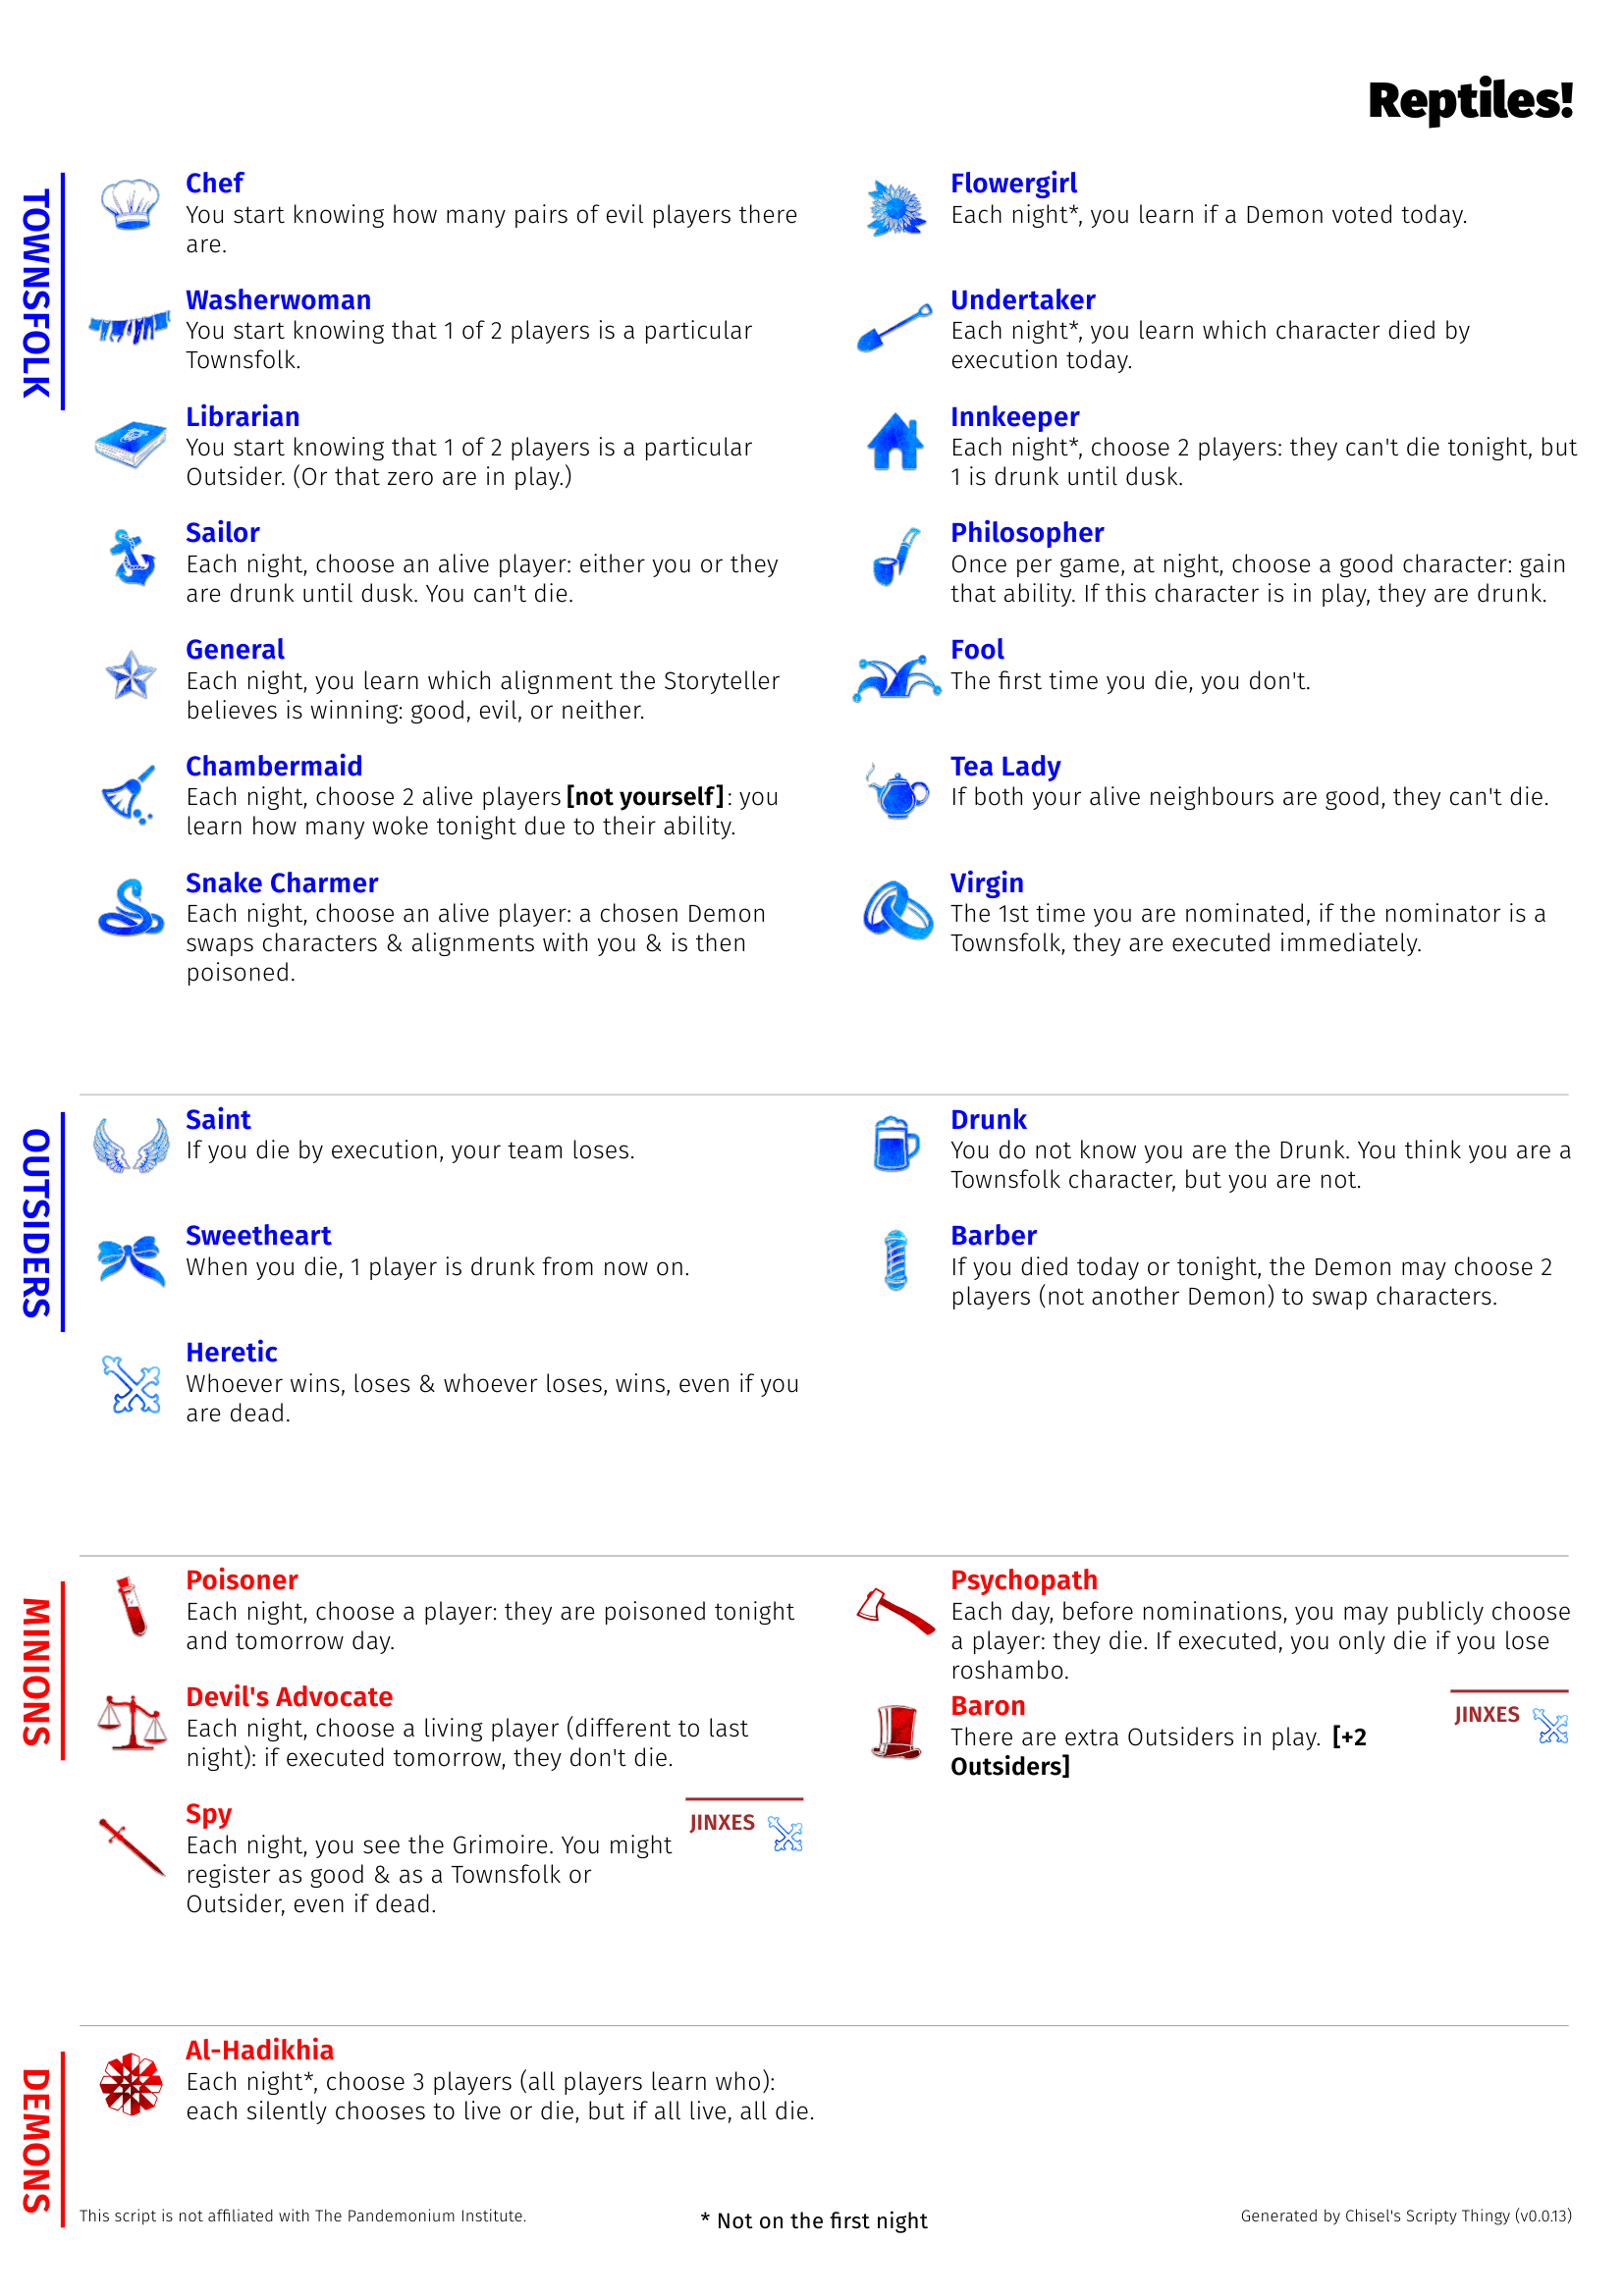 Reptiles!
TOWNSFOLK
Chef
You start knowing how many pairs of evil players there
are.
Washerwoman
You start knowing that 1 of 2 players is a particular
Townsfolk.
Librarian
You start knowing that 1 of 2 players is a particular
Outsider. (Or that zero are in play.)
Sailor
Each night, choose an alive player: either you or they
are drunk until dusk. You can't die.
General
Each night, you learn which alignment the Storyteller
believes is winning: good, evil, or neither.
Chambermaid
Each night, choose 2 alive players [not yourself]: you
learn how many woke tonight due to their ability.
Snake Charmer
Each night, choose an alive player: a chosen Demon
swaps characters & alignments with you & is then
poisoned.
Flowergirl
Each night*, you learn if a Demon voted today.
Undertaker
Each night*, you learn which character died by
execution today.
Innkeeper
Each night*, choose 2 players: they can't die tonight, but
1 is drunk until dusk.
Philosopher
Once per game, at night, choose a good character: gain
that ability. If this character is in play, they are drunk.
Fool
The first time you die, you don't.
Tea Lady
If both your alive neighbours are good, they can't die.
Virgin
The 1st time you are nominated, if the nominator is a
Townsfolk, they are executed immediately.
OUTSIDERS
Saint
If you die by execution, your team loses.
Sweetheart
When you die, 1 player is drunk from now on.
Heretic
Whoever wins, loses & whoever loses, wins, even if you
are dead.
Drunk
You do not know you are the Drunk. You think you are a
Townsfolk character, but you are not.
Barber
If you died today or tonight, the Demon may choose 2
players (not another Demon) to swap characters.
MINIONS
Poisoner
Each night, choose a player: they are poisoned tonight
and tomorrow day.
Devil's Advocate
Each night, choose a living player (different to last
night): if executed tomorrow, they don't die.
Spy
JINXES
Each night, you see the Grimoire. You might
register as good & as a Townsfolk or
Outsider, even if dead.
Psychopath
Each day, before nominations, you may publicly choose
a player: they die. If executed, you only die if you lose
roshambo.
Baron
JINXES
There are extra Outsiders in play. [+2
Outsiders]
DEMONS
Al-Hadikhia
Each night*, choose 3 players (all players learn who):
each silently chooses to live or die, but if all live, all die.
This script is not affiliated with The Pandemonium Institute.
* Not on the first night
Generated by Chisel's Scripty Thingy (v0.0.13)